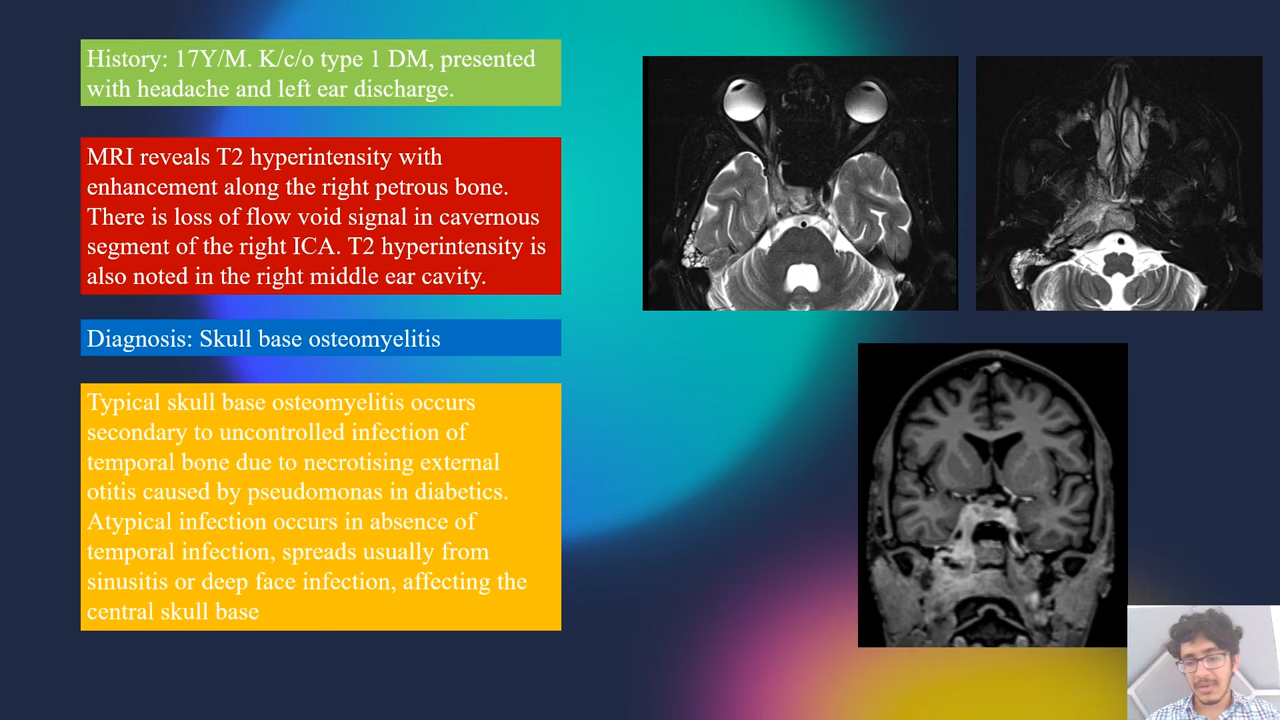 History: 17Y/M. K/c/o type 1 DM, presented
with headache and left ear discharge.
MRI reveals T2 hyperintensity with
enhancement along the right petrous bone.
There is loss of flow void signal in cavernous
segment of the right ICA. T2 hyperintensity is
also noted in the right middle ear cavity.
Diagnosis: Skull base osteomyelitis
Typical skull base osteomyelitis occurs
secondary to uncontrolled infection of
temporal bone due to necrotising external
otitis caused by pseudomonas in diabetics.
Atypical infection occurs in absence of
temporal infection, spreads usually from
sinusitis or deep face infection, affecting the
central skull base